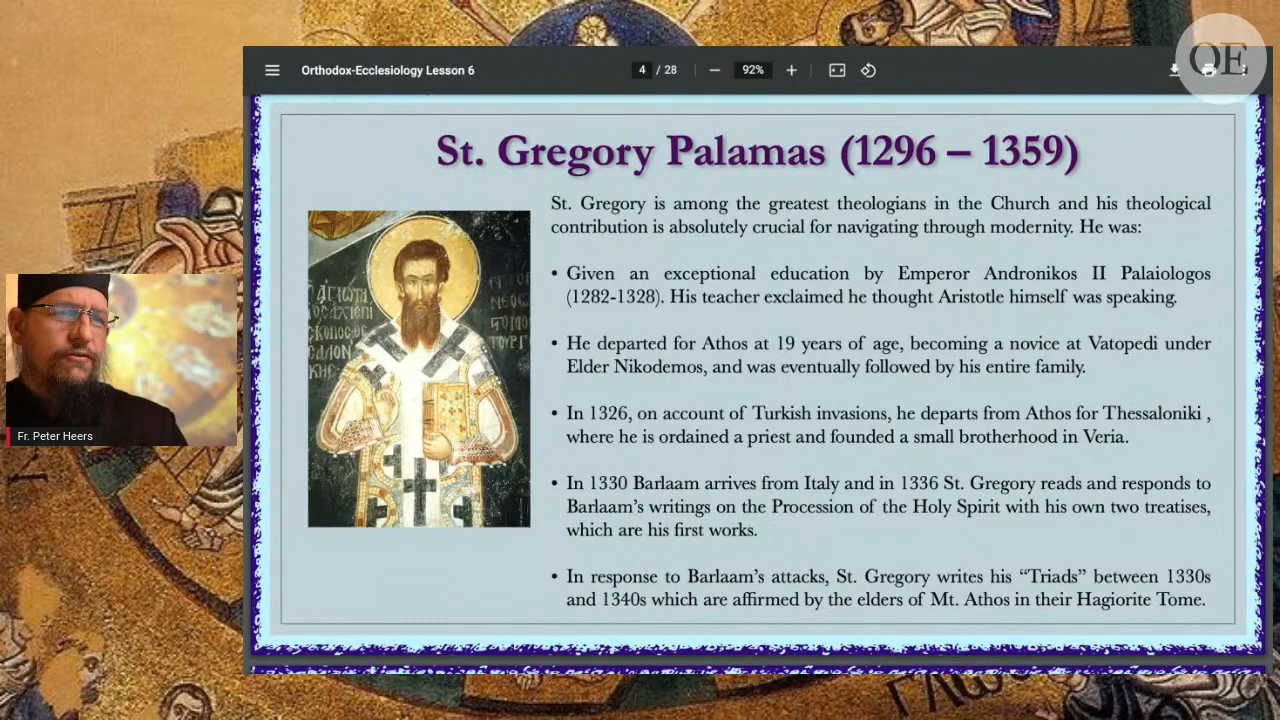 Orthodox-Ecclesiology Lesson 6
4 / 28
92%
OE
St. Gregory Palamas (1296 – 1359)
St. Gregory is among the greatest theologians in the Church and his theological
contribution is absolutely crucial for navigating through modernity. He was:
• Given an exceptional education by Emperor Andronikos II Palaiologos
(1282-1328). His teacher exclaimed he thought Aristotle himself was speaking.
• He departed for Athos at 19 years of age, becoming a novice at Vatopedi under
Elder Nikodemos, and was eventually followed by his entire family.
• In 1326, on account of Turkish invasions, he departs from Athos for Thessaloniki ,
where he is ordained a priest and founded a small brotherhood in Veria.
• In 1330 Barlaam arrives from Italy and in 1336 St. Gregory reads and responds to
Barlaam’s writings on the Procession of the Holy Spirit with his own two treatises,
which are his first works.
• In response to Barlaam’s attacks, St. Gregory writes his “Triads” between 1330s
and 1340s which are affirmed by the elders of Mt. Athos in their Hagiorite Tome.
Fr. Peter Heers